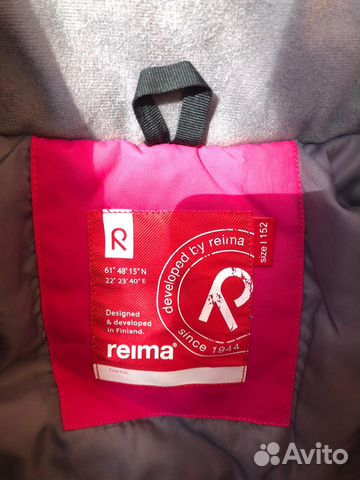 R
61° 48' 15" N
22° 23' 40" E
Designed
& developed
in Finland.
reima®
name:
developed by reima
R
since 1944
size | 152
Avito